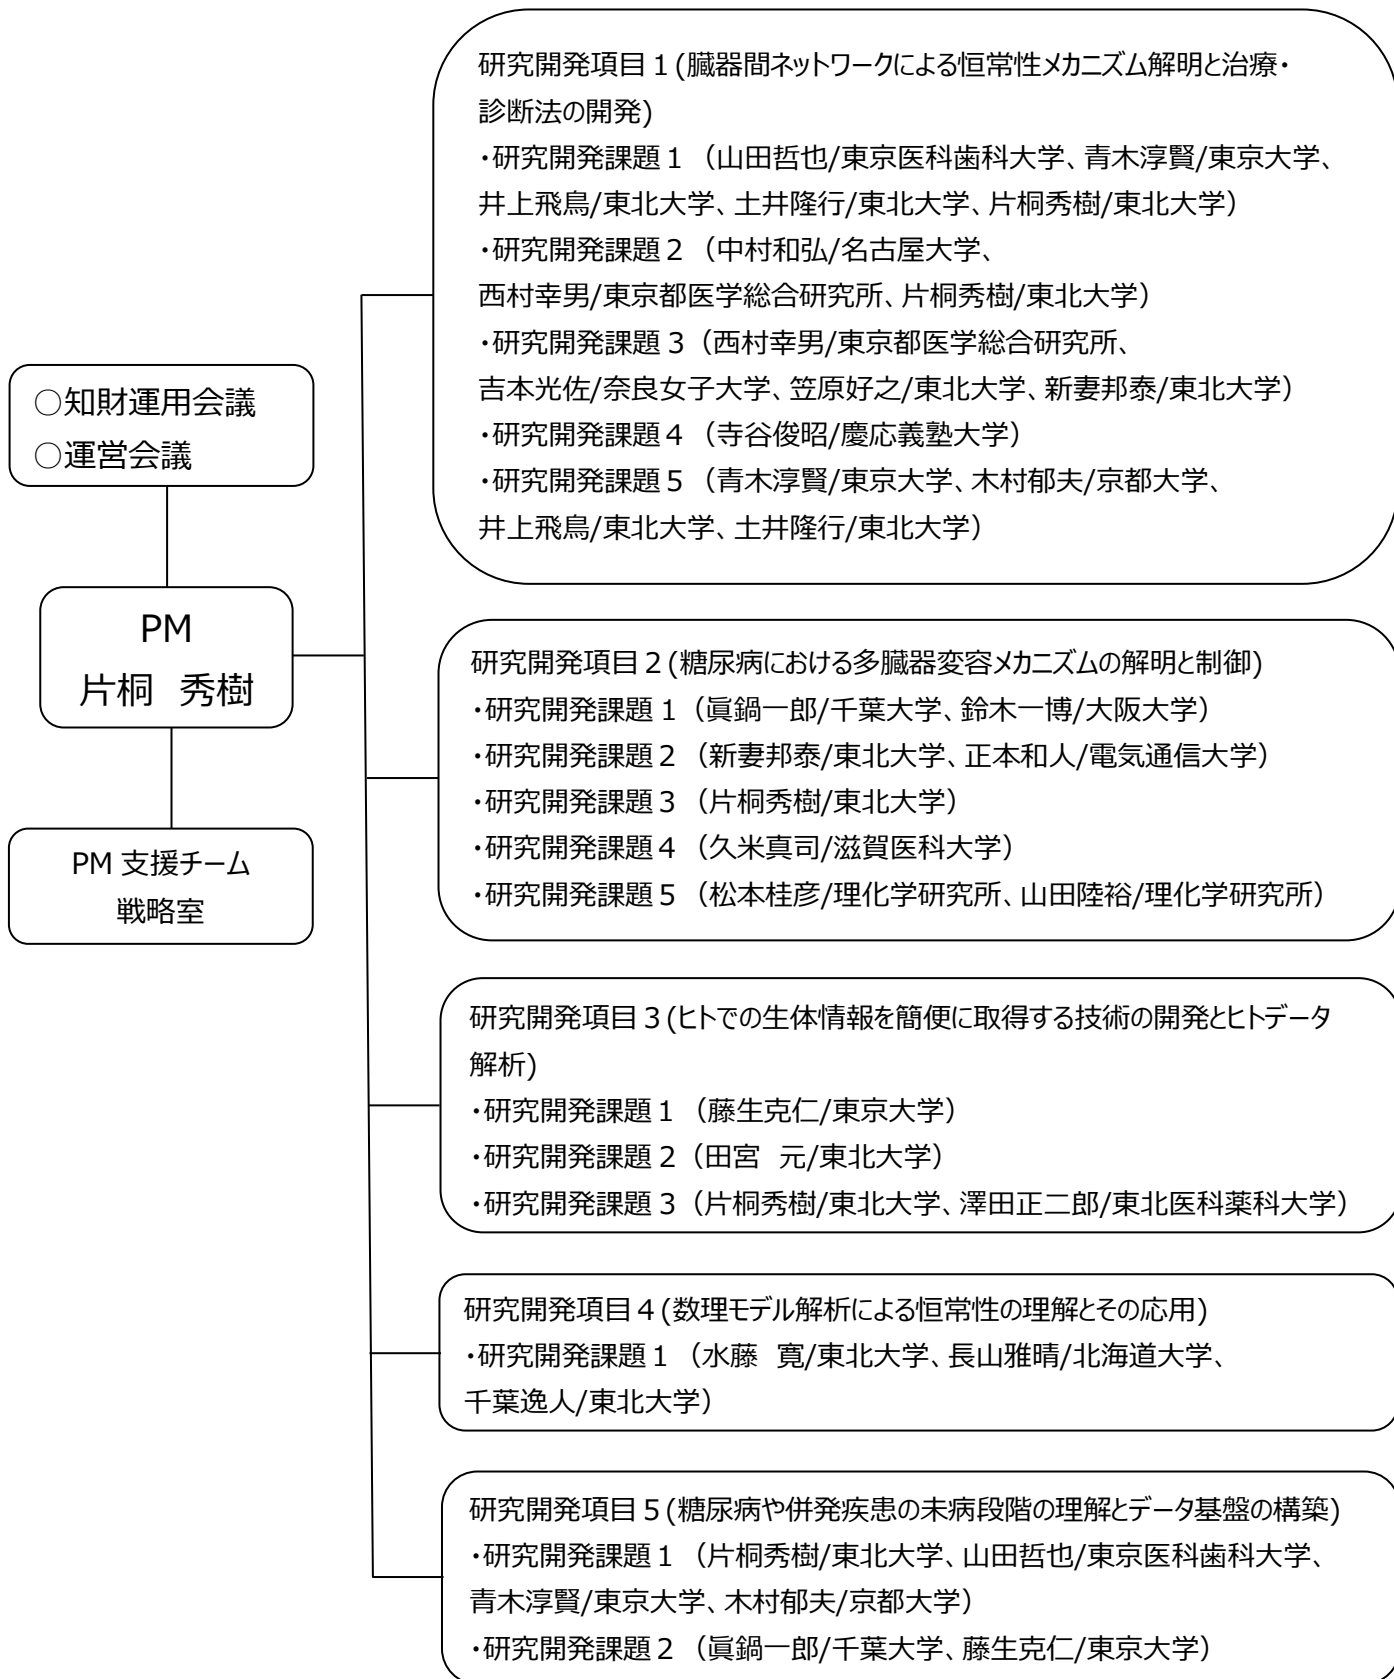 ○知財運用会議
○運営会議
PM
片桐　秀樹
PM 支援チーム
戦略室
研究開発項目１(臓器間ネットワークによる恒常性メカニズム解明と治療・
診断法の開発)
・研究開発課題１（山田哲也/東京医科歯科大学、青木淳賢/東京大学、
井上飛鳥/東北大学、土井隆行/東北大学、片桐秀樹/東北大学）
・研究開発課題２（中村和弘/名古屋大学、
西村幸男/東京都医学総合研究所、片桐秀樹/東北大学）
・研究開発課題３（西村幸男/東京都医学総合研究所、
吉本光佐/奈良女子大学、笠原好之/東北大学、新妻邦泰/東北大学）
・研究開発課題４（寺谷俊昭/慶応義塾大学）
・研究開発課題５（青木淳賢/東京大学、木村郁夫/京都大学、
井上飛鳥/東北大学、土井隆行/東北大学）
研究開発項目２(糖尿病における多臓器変容メカニズムの解明と制御)
・研究開発課題１（眞鍋一郎/千葉大学、鈴木一博/大阪大学）
・研究開発課題２（新妻邦泰/東北大学、正本和人/電気通信大学）
・研究開発課題３（片桐秀樹/東北大学）
・研究開発課題４（久米真司/滋賀医科大学）
・研究開発課題５（松本桂彦/理化学研究所、山田陸裕/理化学研究所）
研究開発項目３(ヒトでの生体情報を簡便に取得する技術の開発とヒトデータ
解析)
・研究開発課題１（藤生克仁/東京大学）
・研究開発課題２（田宮　元/東北大学）
・研究開発課題３（片桐秀樹/東北大学、澤田正二郎/東北医科薬科大学）
研究開発項目４(数理モデル解析による恒常性の理解とその応用)
・研究開発課題１（水藤　寛/東北大学、長山雅晴/北海道大学、
千葉逸人/東北大学）
研究開発項目５(糖尿病や併発疾患の未病段階の理解とデータ基盤の構築)
・研究開発課題１（片桐秀樹/東北大学、山田哲也/東京医科歯科大学、
青木淳賢/東京大学、木村郁夫/京都大学）
・研究開発課題２（眞鍋一郎/千葉大学、藤生克仁/東京大学）